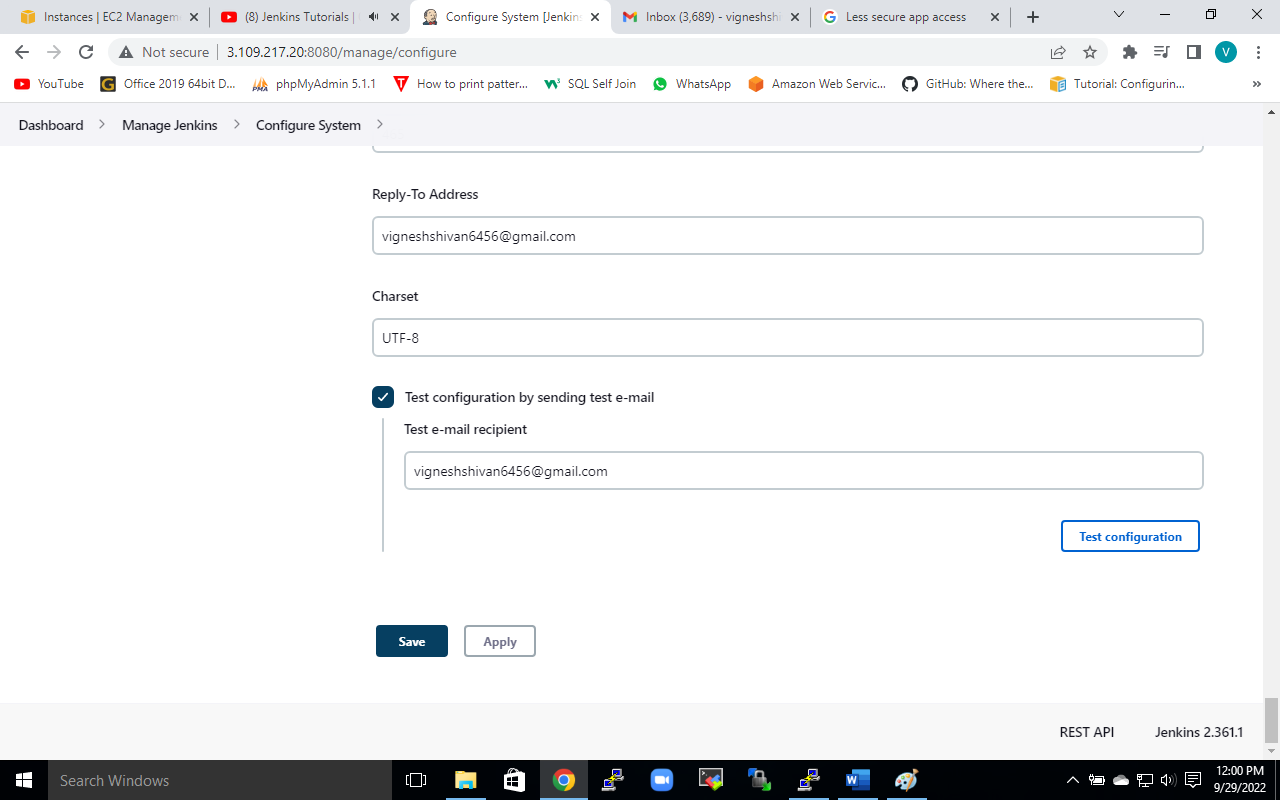 Instances | EC2 Managem
(8) Jenkins Tutorials |
Configure System [Jenkin
Inbox (3,689) - vigneshshi
Less secure app access
Not secure
3.109.217.20:8080/manage/configure
V
YouTube
Office 2019 64bit D...
phpMyAdmin 5.1.1
How to print patter...
SQL Self Join
WhatsApp
Amazon Web Servic...
GitHub: Where the...
Tutorial: Configurin...
Dashboard
Manage Jenkins
Configure System
Reply-To Address
vigneshshivan6456@gmail.com
Charset
UTF-8
Test configuration by sending test e-mail
Test e-mail recipient
vigneshshivan6456@gmail.com
Test configuration
Save
Apply
REST API
Jenkins 2.361.1
Search Windows
12:00 PM
9/29/2022